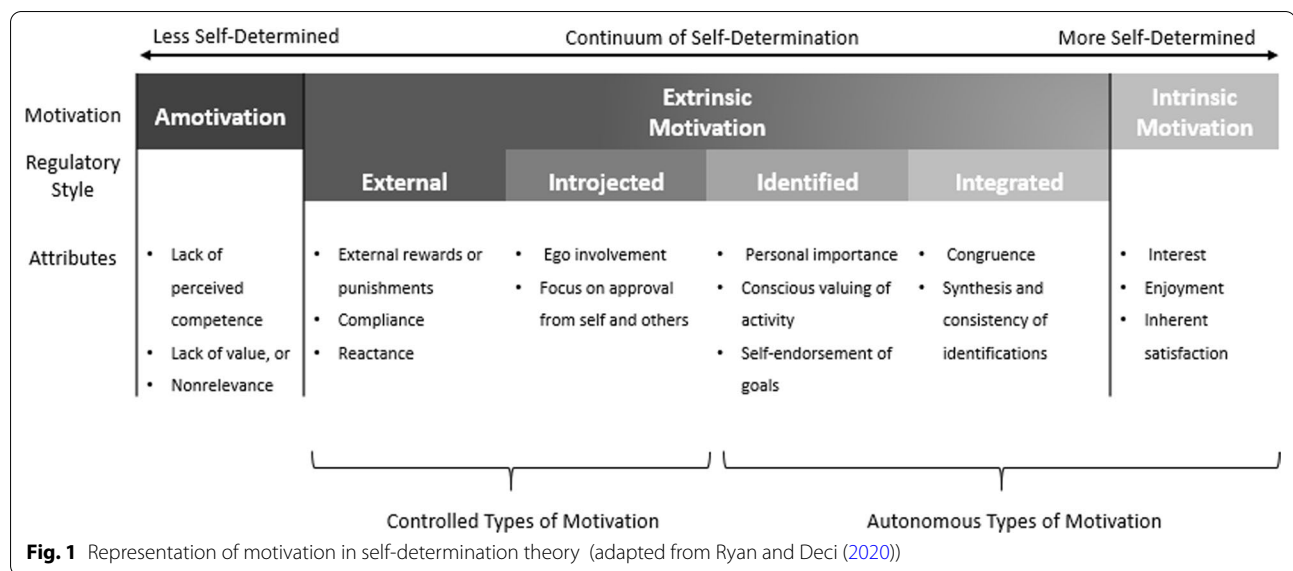 Less Self-Determined
Continuum of Self-Determination
More Self-Determined
Motivation
Amotivation
Extrinsic
Motivation
Intrinsic
Motivation
Regulatory
Style
External
Introjected
Identified
Integrated
Attributes
• Lack of
perceived
competence
• Lack of value, or
• Nonrelevance
• External rewards or
punishments
• Compliance
• Reactance
• Ego involvement
• Focus on approval
from self and others
• Personal importance
• Conscious valuing of
activity
• Self-endorsement of
goals
• Congruence
• Synthesis and
consistency of
identifications
• Interest
• Enjoyment
• Inherent
satisfaction
Controlled Types of Motivation
Autonomous Types of Motivation
Fig. 1 Representation of motivation in self-determination theory (adapted from Ryan and Deci (2020))